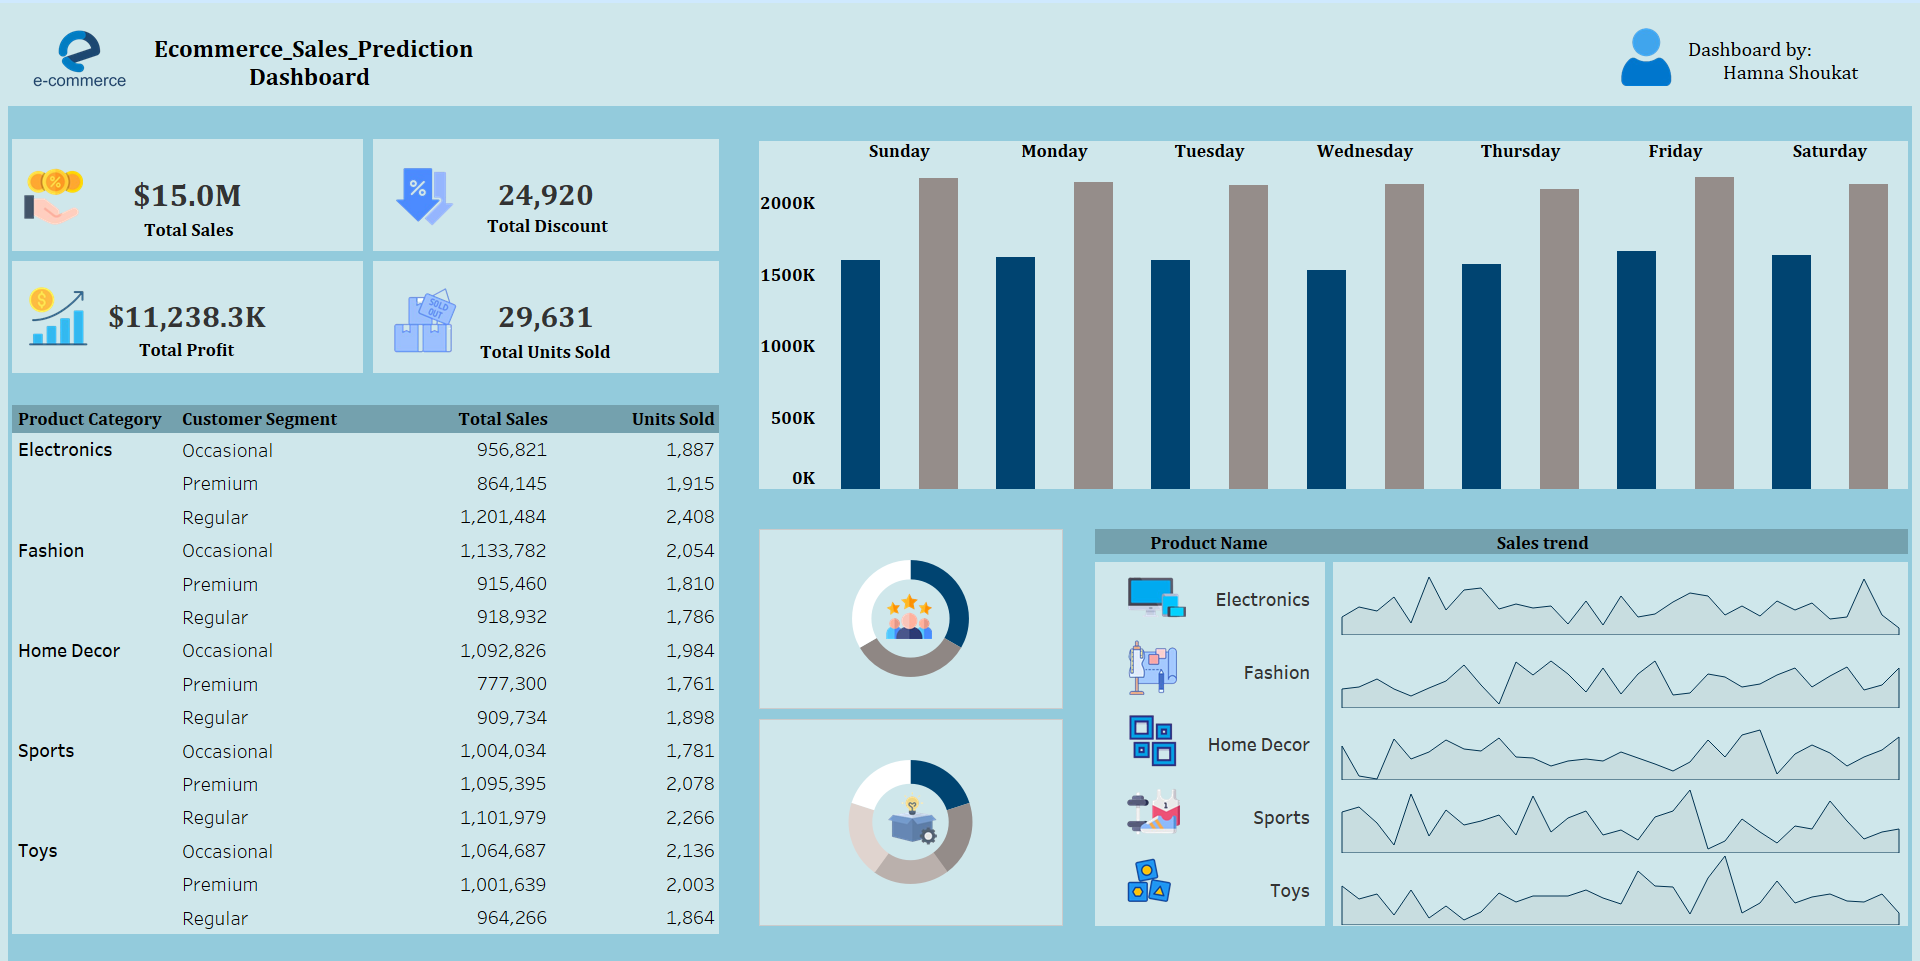 e-commerce
Ecommerce_Sales_Prediction
Dashboard
Dashboard by:
Hamna Shoukat
$15.0M
Total Sales
%
24,920
Total Discount
$
$11,238.3K
Total Profit
SOLD
OUT
29,631
Total Units Sold
Product Category Customer Segment Total Sales Units Sold
Electronics Occasional 956,821 1,887
Premium 864,145 1,915
Regular 1,201,484 2,408
Fashion Occasional 1,133,782 2,054
Premium 915,460 1,810
Regular 918,932 1,786
Home Decor Occasional 1,092,826 1,984
Premium 777,300 1,761
Regular 909,734 1,898
Sports Occasional 1,004,034 1,781
Premium 1,095,395 2,078
Regular 1,101,979 2,266
Toys Occasional 1,064,687 2,136
Premium 1,001,639 2,003
Regular 964,266 1,864
Sunday Monday Tuesday Wednesday Thursday Friday Saturday
2000K
1500K
1000K
500K
0K
Product Name Sales trend
Electronics
Fashion
Home Decor
1
Sports
Toys